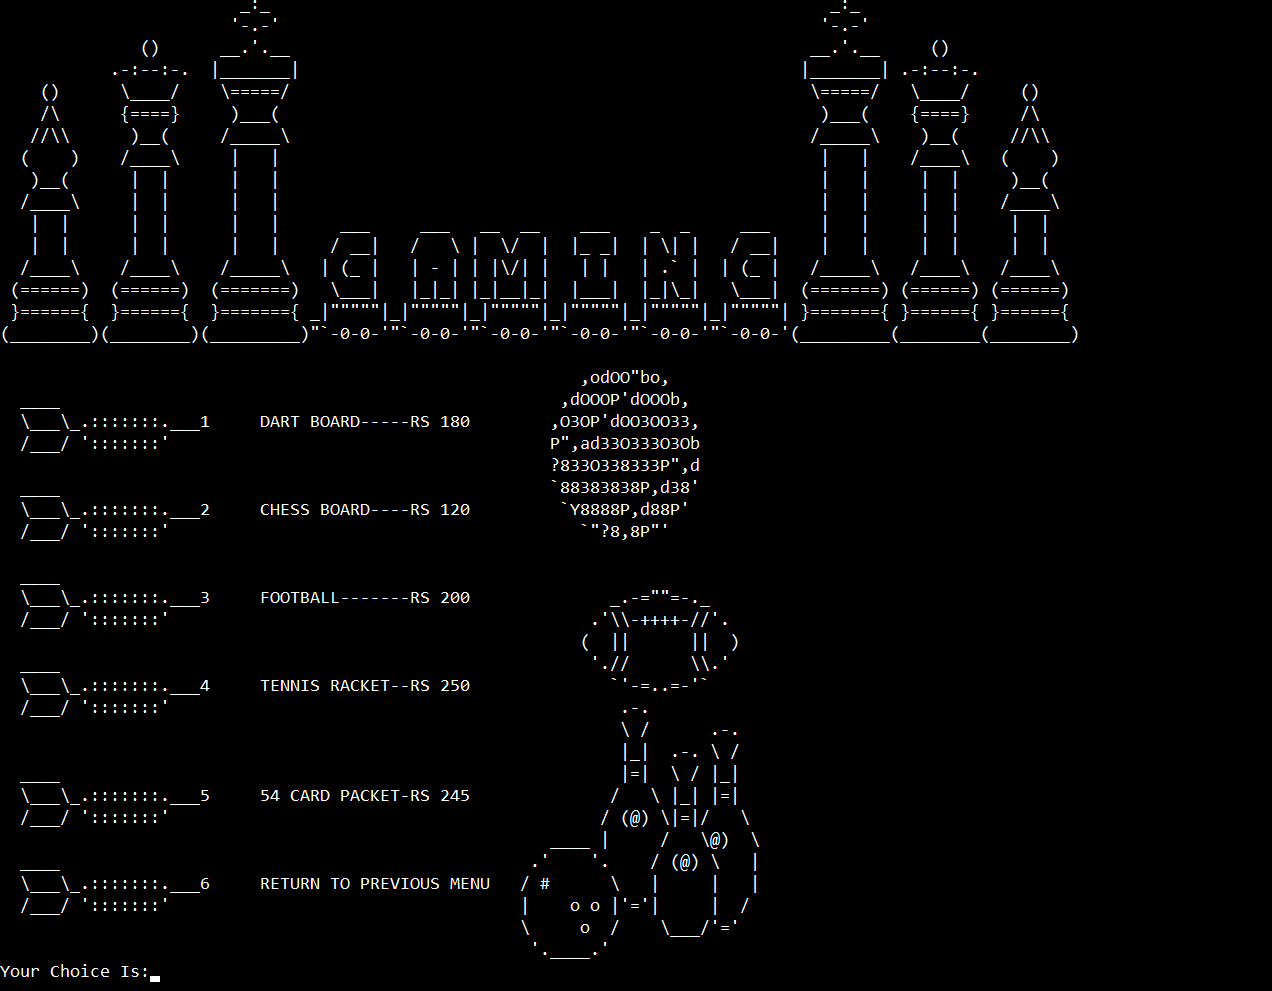 GAMING
1 DART BOARD-----RS 180
2 CHESS BOARD----RS 120
3 FOOTBALL-------RS 200
4 TENNIS RACKET--RS 250
5 54 CARD PACKET-RS 245
6 RETURN TO PREVIOUS MENU
Your Choice Is: